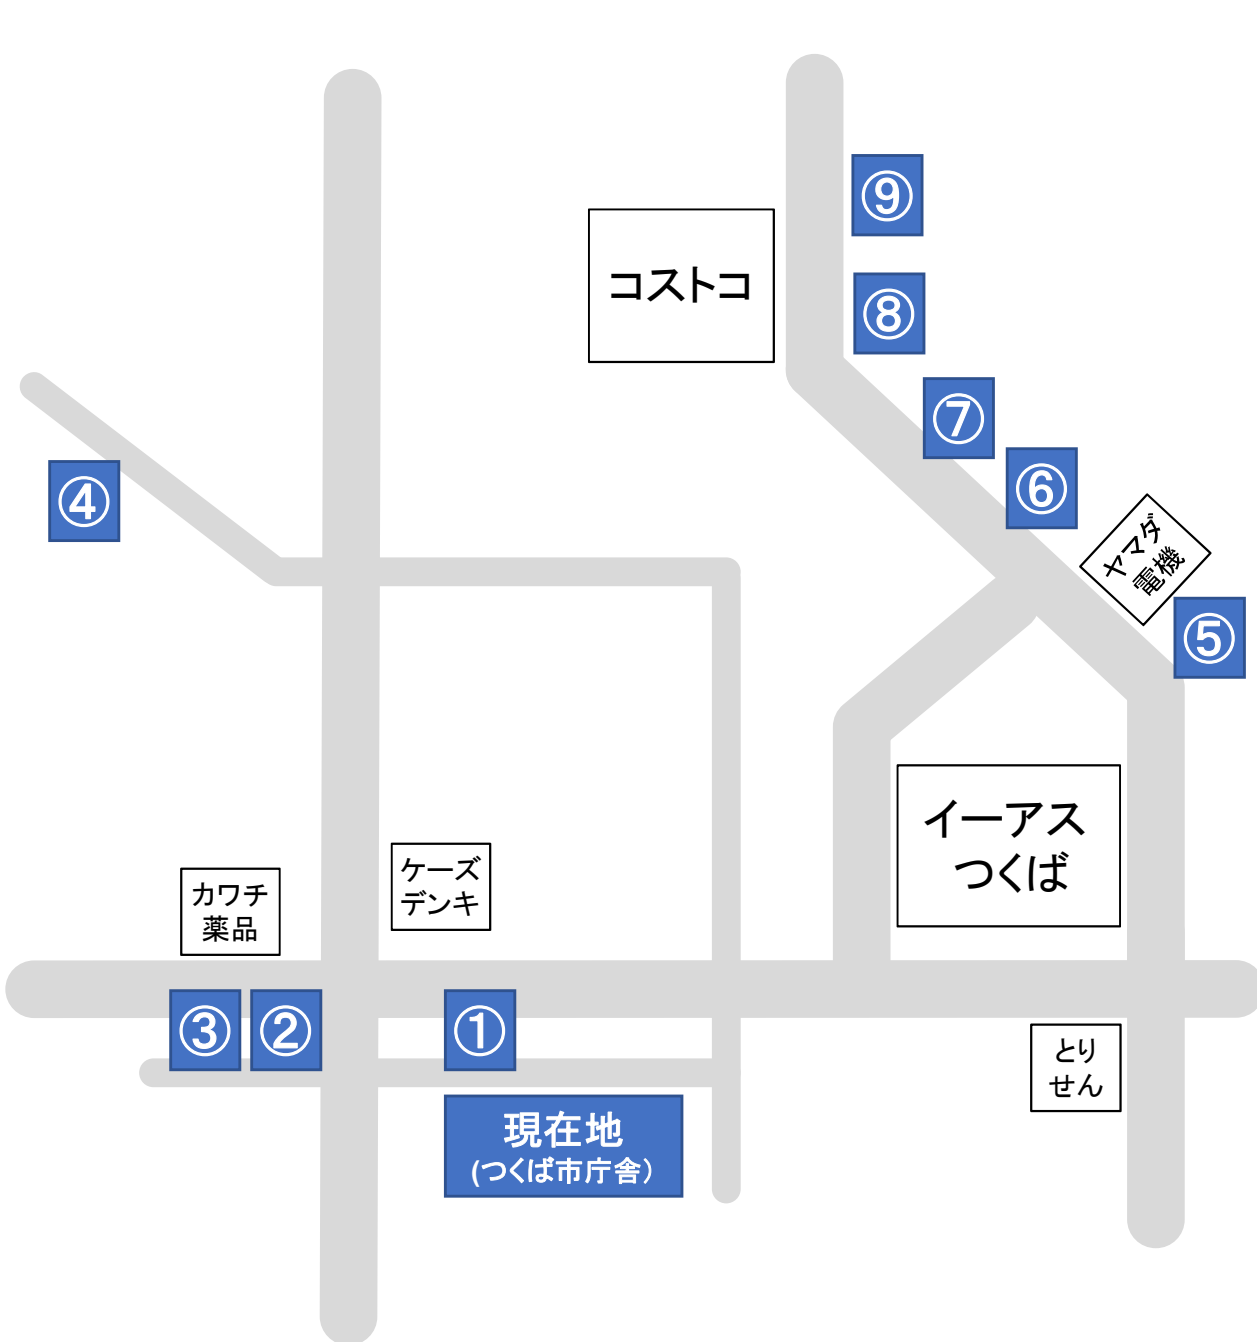 ⑨
コストコ
⑧
⑦
⑥
④
ヤマダ
電機
⑤
イーアス
つくば
ケーズ
デンキ
カワチ
薬品
③
②
①
とり
せん
現在地
(つくば市庁舎)